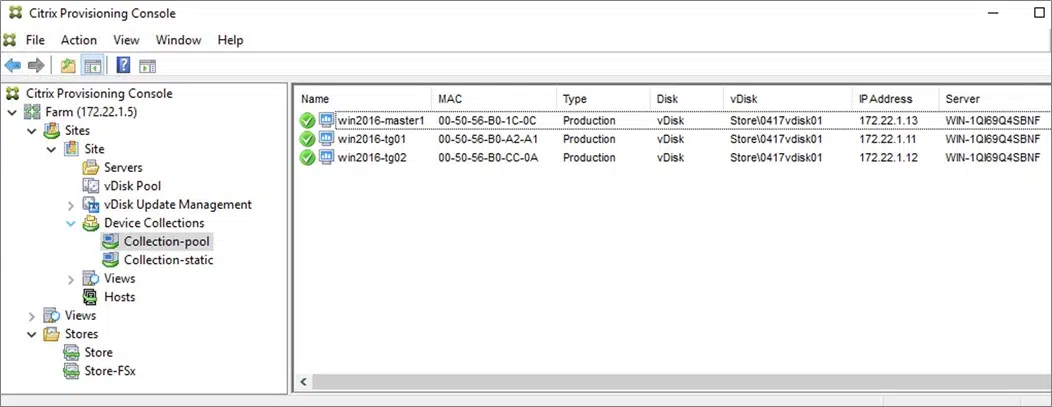 Citrix Provisioning Console
File Action View Window Help
Citrix Provisioning Console
Farm (172.22.1.5)
Sites
Site
Servers
vDisk Pool
vDisk Update Management
Device Collections
Collection-pool
Collection-static
Views
Hosts
Views
Stores
Store
Store-FSx
Name MAC Type Disk vDisk IP Address Server
win2016-master1 00-50-56-B0-1C-0C Production vDisk Store\0417vdisk01 172.22.1.13 WIN-1QI69Q4SBNF
win2016-tg01 00-50-56-B0-A2-A1 Production vDisk Store\0417vdisk01 172.22.1.11 WIN-1QI69Q4SBNF
win2016-tg02 00-50-56-B0-CC-0A Production vDisk Store\0417vdisk01 172.22.1.12 WIN-1QI69Q4SBNF